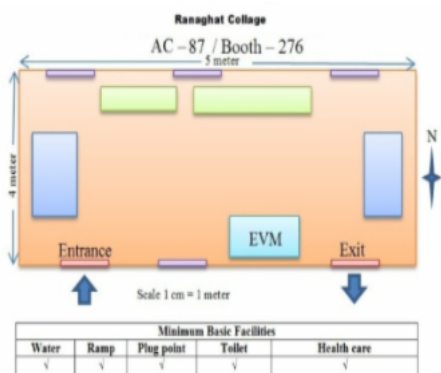 Ranaghat Collage
AC – 87 / Booth – 276
5 meter
4 meter
N
EVM
Entrance
Exit
Scale 1 cm = 1 meter
Minimum Basic Facilities
Water Ramp Plug point Toilet Health care
√ √ √ √ √